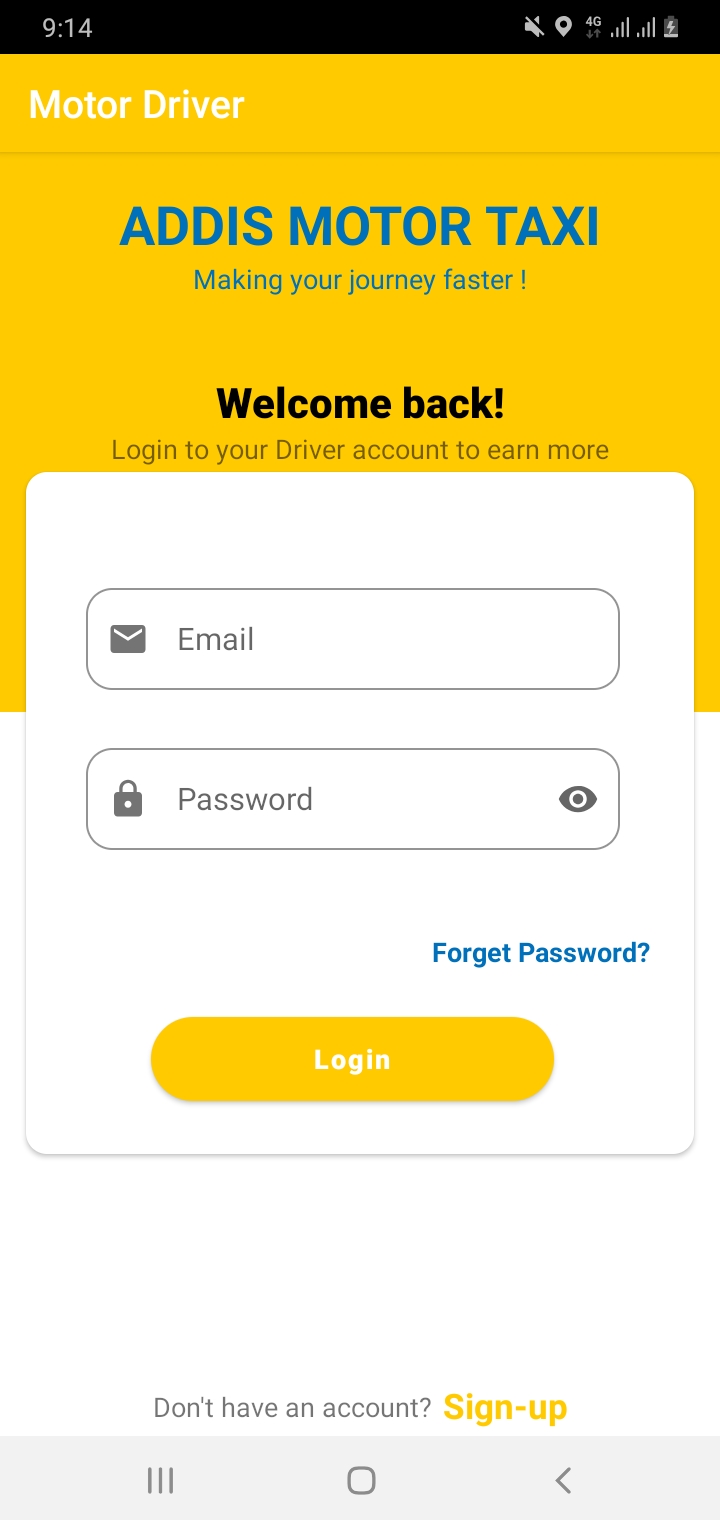 9:14
4G
Motor Driver
ADDIS MOTOR TAXI
Making your journey faster !
Welcome back!
Login to your Driver account to earn more
Email
Password
Forget Password?
Login
Don't have an account? Sign-up